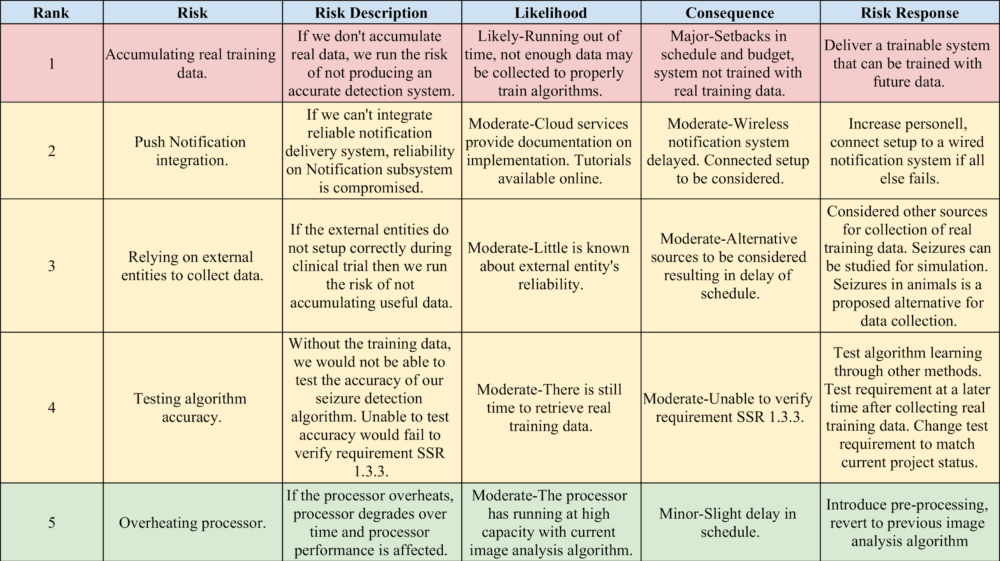 Rank
Risk
Risk Description
Likelihood
Consequence
Risk Response
1
Accumulating real training
data.
If we don't accumulate
real data, we run the risk
of not producing an
accurate detection system.
Likely-Running out of
time, not enough data may
be collected to properly
train algorithms.
Major-Setbacks in
schedule and budget,
system not trained with
real training data.
Deliver a trainable system
that can be trained with
future data.
2
Push Notification
integration.
If we can't integrate
reliable notification
delivery system, reliability
on Notification subsystem
is compromised.
Moderate-Cloud services
provide documentation on
implementation. Tutorials
available online.
Moderate-Wireless
notification system
delayed. Connected setup
to be considered.
Increase personell,
connect setup to a wired
notification system if all
else fails.
3
Relying on external
entities to collect data.
If the external entities do
not setup correctly during
clinical trial then we run
the risk of not
accumulating useful data.
Moderate-Little is known
about external entity's
reliability.
Moderate-Alternative
sources to be considered
resulting in delay of
schedule.
Considered other sources
for collection of real
training data. Seizures can
be studied for simulation.
Seizures in animals is a
proposed alternative for
data collection.
4
Testing algorithm
accuracy.
Without the training data,
we would not be able to
test the accuracy of our
seizure detection
algorithm. Unable to test
accuracy would fail to
verify requirement SSR
1.3.3.
Moderate-There is still
time to retrieve real
training data.
Moderate-Unable to verify
requirement SSR 1.3.3.
Test algorithm learning
through other methods.
Test requirement at a later
time after collecting real
training data. Change test
requirement to match
current project status.
5
Overheating processor.
If the processor overheats,
processor degrades over
time and processor
performance is affected.
Moderate-The processor
has running at high
capacity with current
image analysis algorithm.
Minor-Slight delay in
schedule.
Introduce pre-processing,
revert to previous image
analysis algorithm